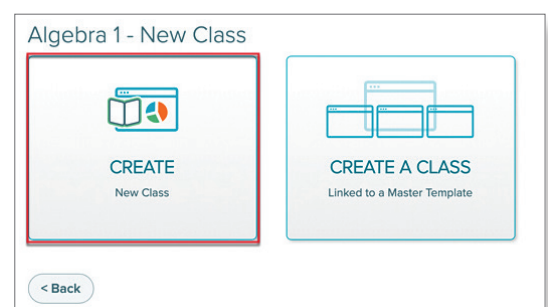 Algebra 1 - New Class
CREATE
New Class
CREATE A CLASS
Linked to a Master Template
< Back